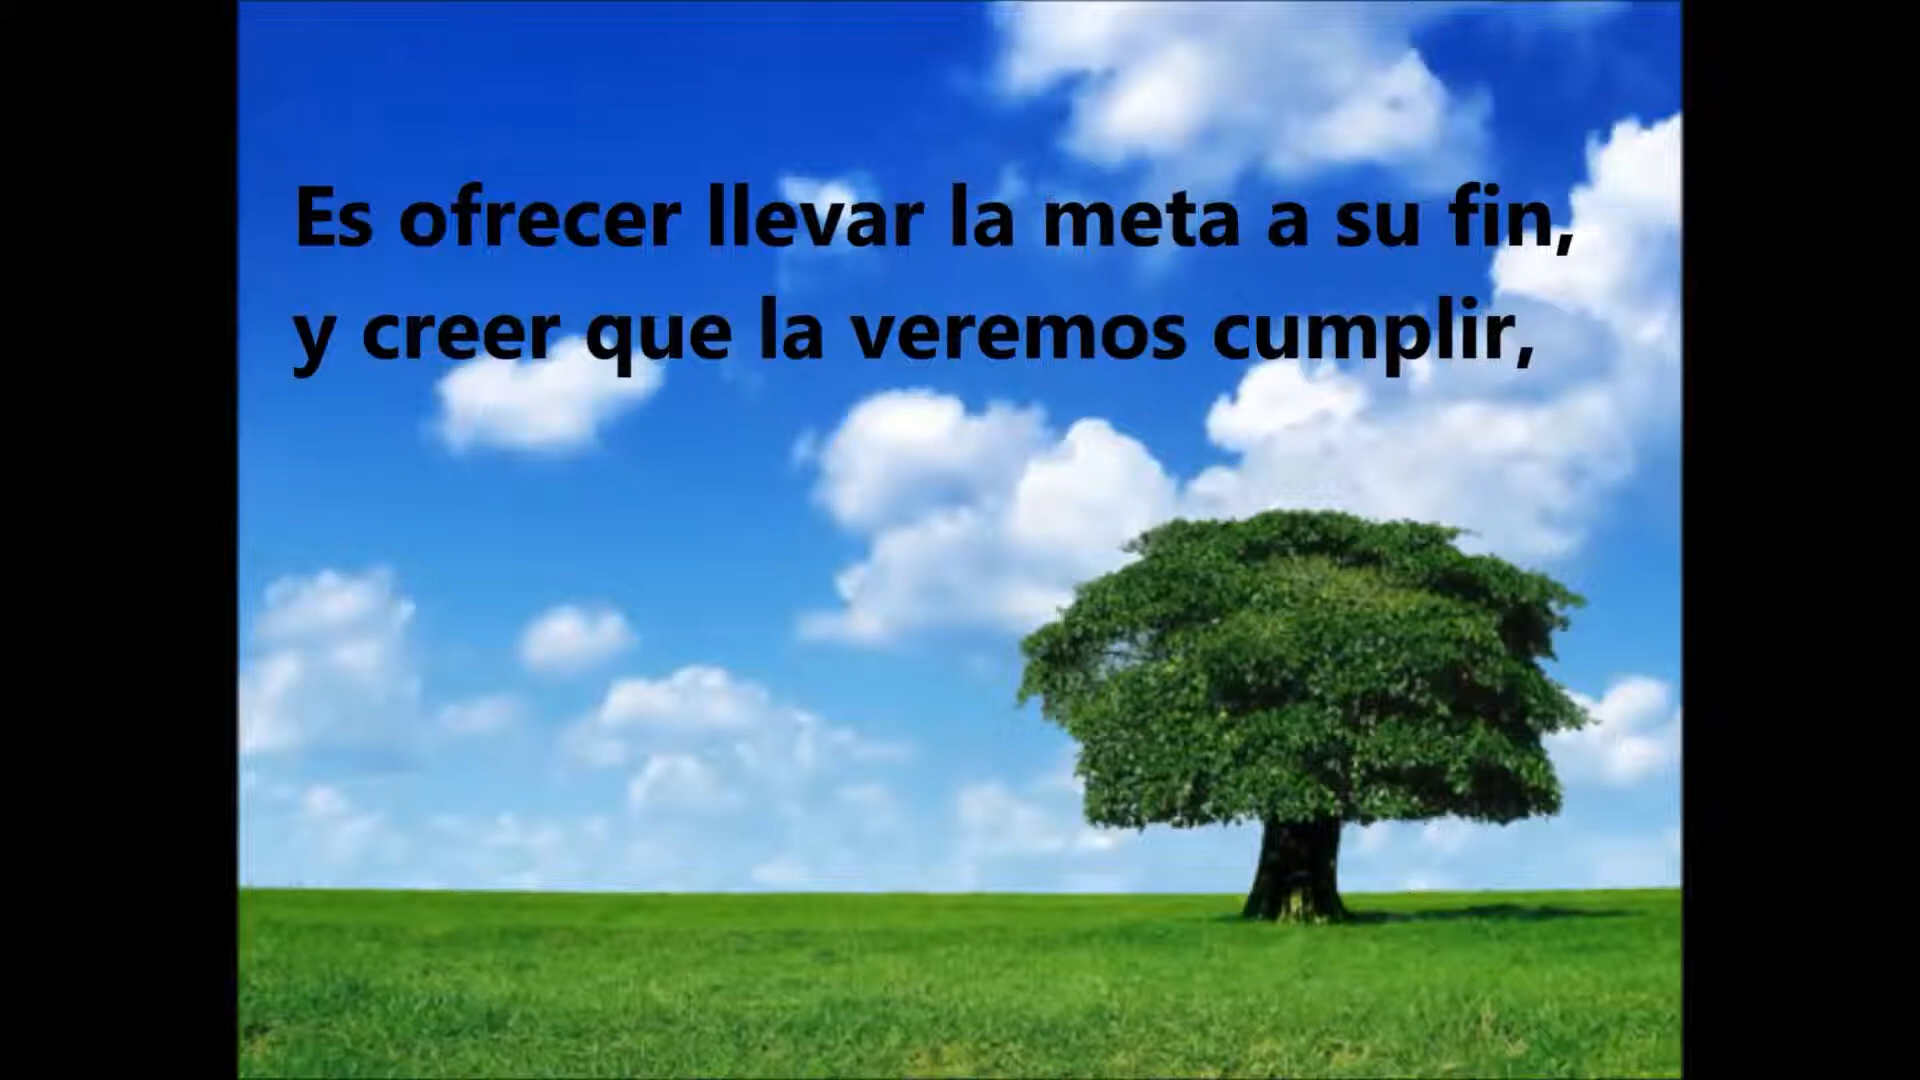 Es ofrecer llevar la meta a su fin,
y creer que la veremos cumplir,